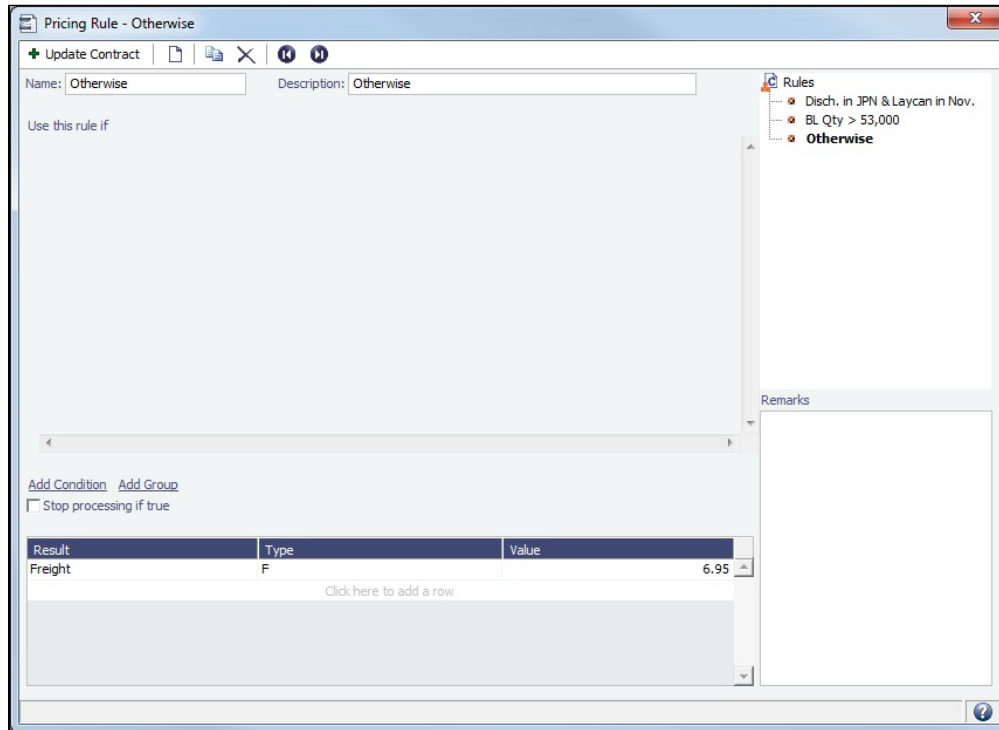 Pricing Rule - Otherwise
Update Contract
Name: Otherwise Description: Otherwise
Use this rule if
Add Condition Add Group
Stop processing if true
Result Type Value
Freight F 6.95
Click here to add a row
Rules
Disch. in JPN & Laycan in Nov.
BL Qty > 53,000
Otherwise
Remarks